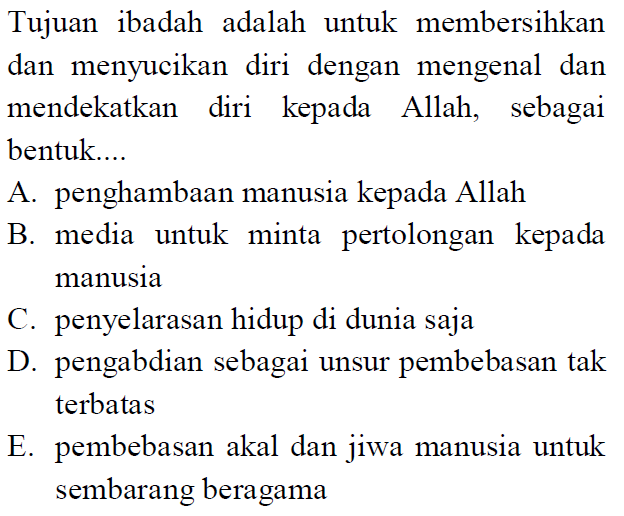 Tujuan ibadah adalah untuk membersihkan
dan menyucikan diri dengan mengenal dan
mendekatkan diri kepada Allah, sebagai
bentuk....
A. penghambaan manusia kepada Allah
B. media untuk minta pertolongan kepada
manusia
C. penyelarasan hidup di dunia saja
D. pengabdian sebagai unsur pembebasan tak
terbatas
E. pembebasan akal dan jiwa manusia untuk
sembarang beragama